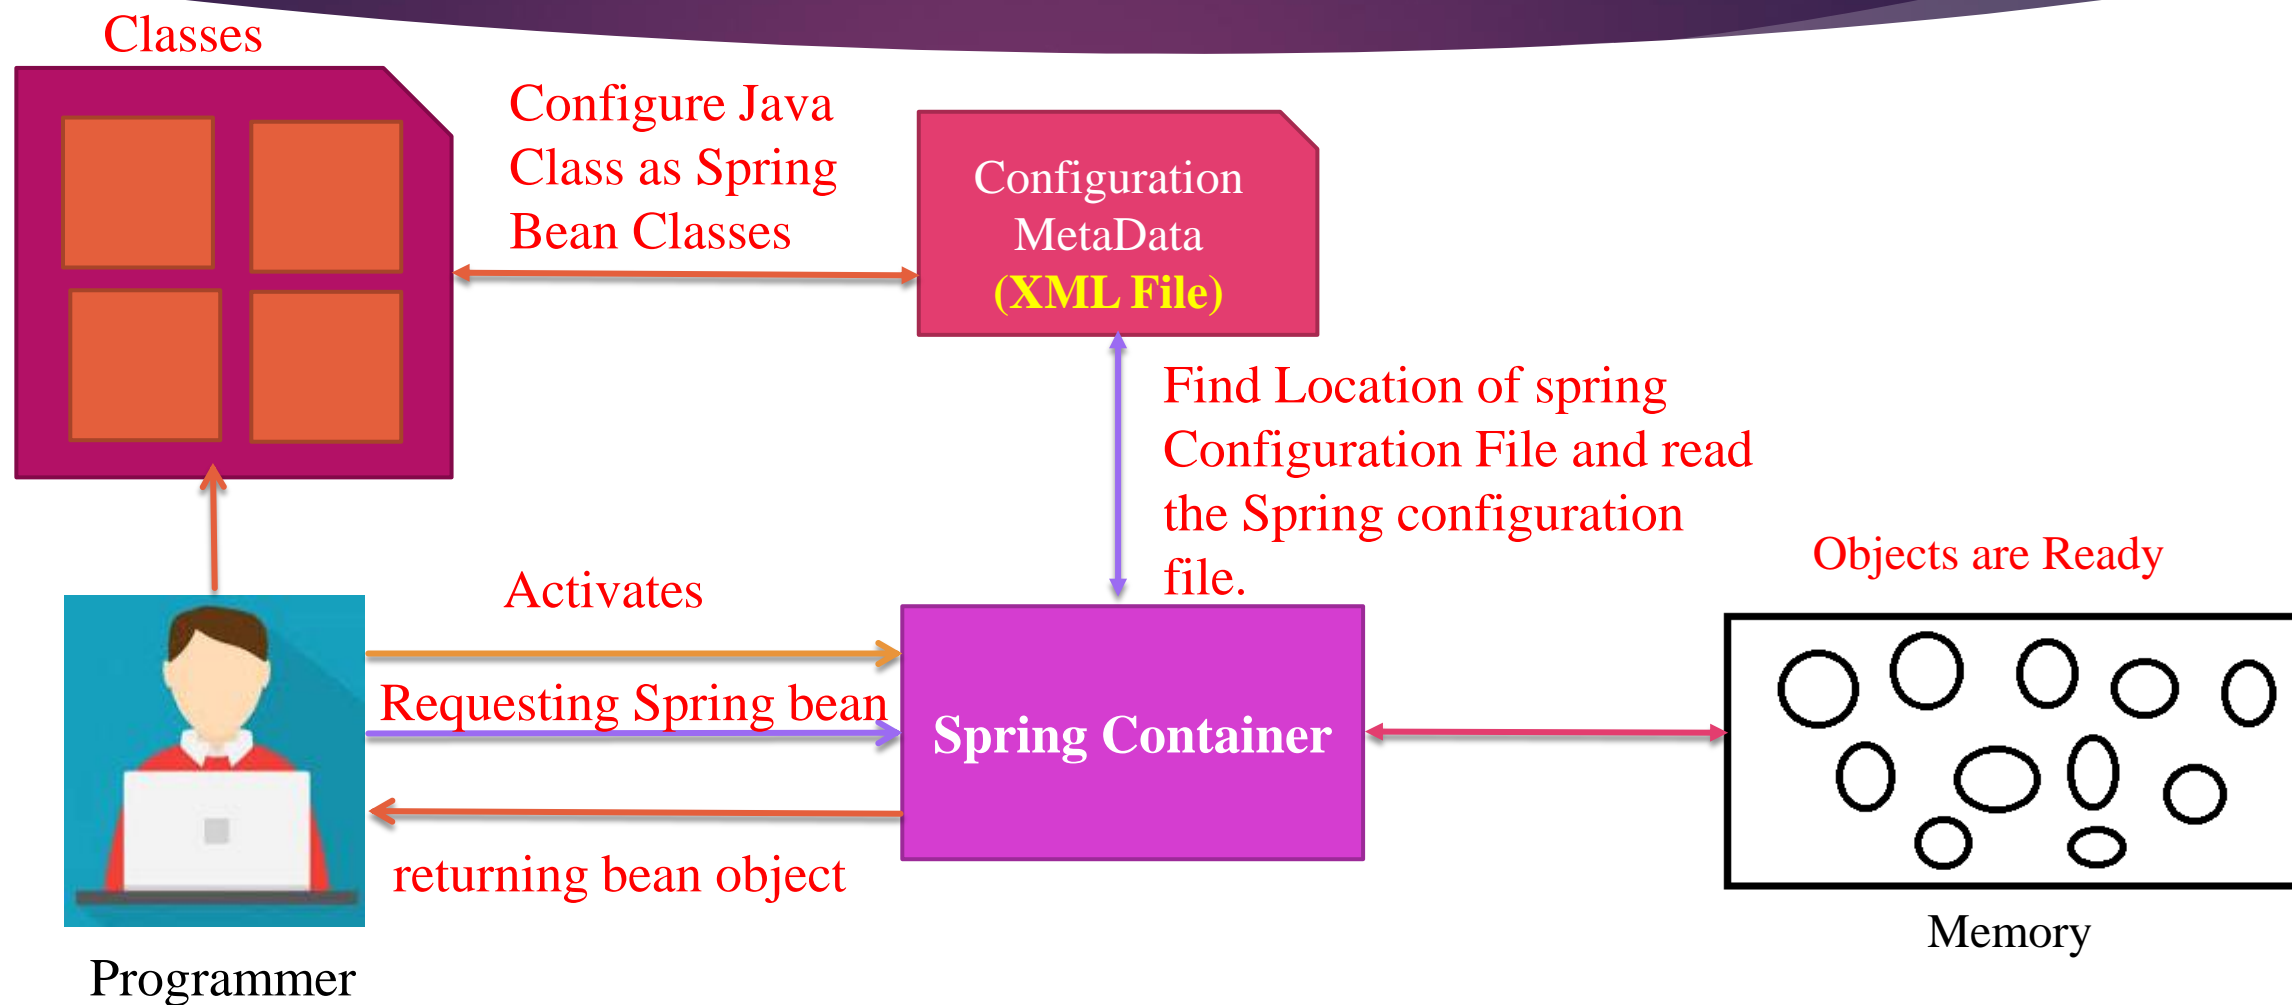 Classes
Configure Java
Class as Spring
Bean Classes
Configuration
MetaData
(XML File)
Find Location of spring
Configuration File and read
the Spring configuration
file.
Objects are Ready
Activates
Requesting Spring bean
Spring Container
returning bean object
Memory
Programmer